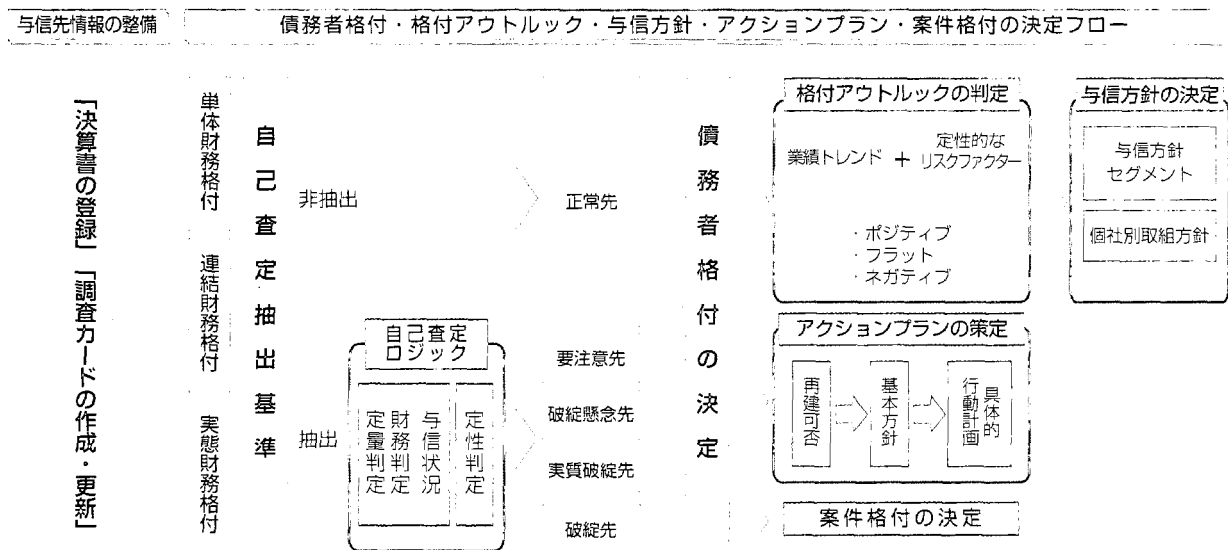 与信先情報の整備
債務者格付・格付アウトルック・与信方針・アクションプラン・案件格付の決定フロー
「決算書の登録」「調査カードの作成・更新」
単体財務格付
連結財務格付
実態財務格付
自己査定抽出基準
非抽出
抽出
自己査定
ロジック
定量判定
財務判定
与信状況
定性判定
正常先
要注意先
破綻懸念先
実質破綻先
破綻先
債務者格付の決定
格付アウトルックの判定
業績トレンド + 定性的な
リスクファクター
・ポジティブ
・フラット
・ネガティブ
与信方針の決定
与信方針
セグメント
個社別取組方針
アクションプランの策定
再建可否
基本方針
具体的
行動計画
案件格付の決定